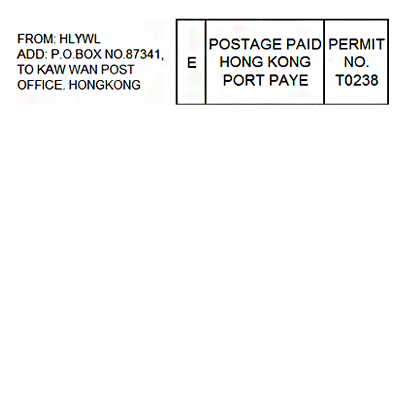 FROM: HLYWL
ADD: P.O.BOX NO.87341,
TO KAW WAN POST
OFFICE. HONGKONG
E
POSTAGE PAID
HONG KONG
PORT PAYE
PERMIT
NO.
T0238